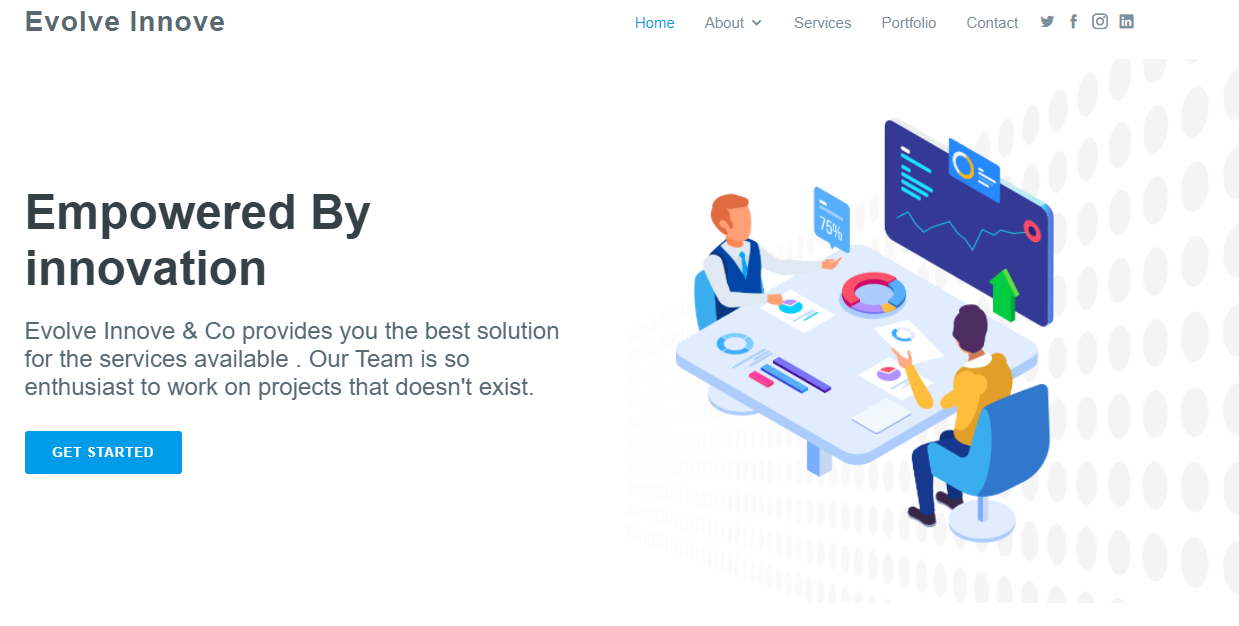 Evolve Innove
Home About Services Portfolio Contact
Empowered By
innovation
Evolve Innove & Co provides you the best solution
for the services available . Our Team is so
enthusiast to work on projects that doesn't exist.
GET STARTED
75%